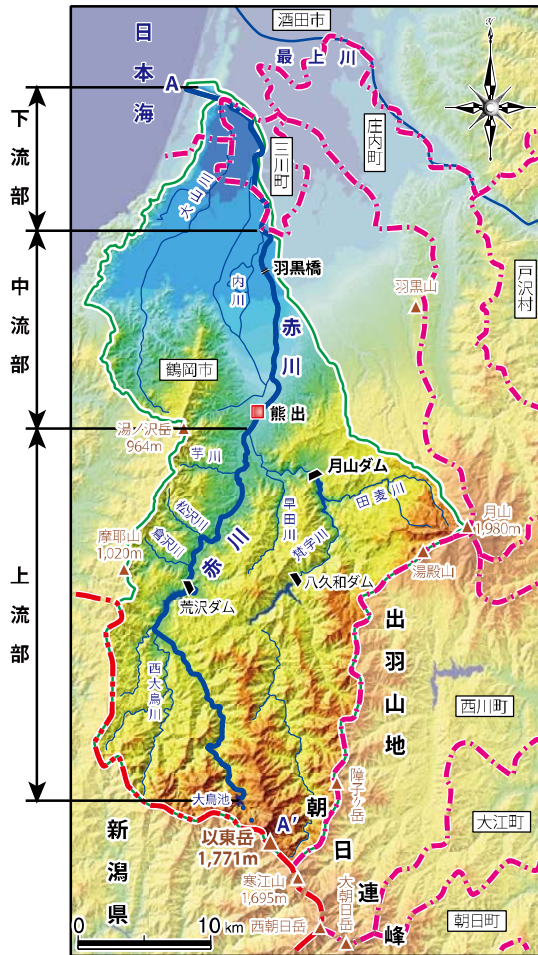 酒田市
日本海
最上川
A
下流部
庄内町
三川町
大山川
戸沢村
羽黒橋
中流部
内川
羽黒山
赤川
鶴岡市
熊出
湯ノ沢岳
964m
芋川
月山ダム
田麦川
早田川
月山
1,980m
松沢川
倉沢川
梵字川
摩耶山
1,020m
赤川
湯殿山
八久和ダム
荒沢ダム
上流部
出羽山地
西大鳥川
西川町
障子ヶ岳
大鳥池
朝日連峰
A'
大江町
新潟県
以東岳
1,771m
寒江山
1,695m
大朝日岳
西朝日岳
朝日町
0 10 km